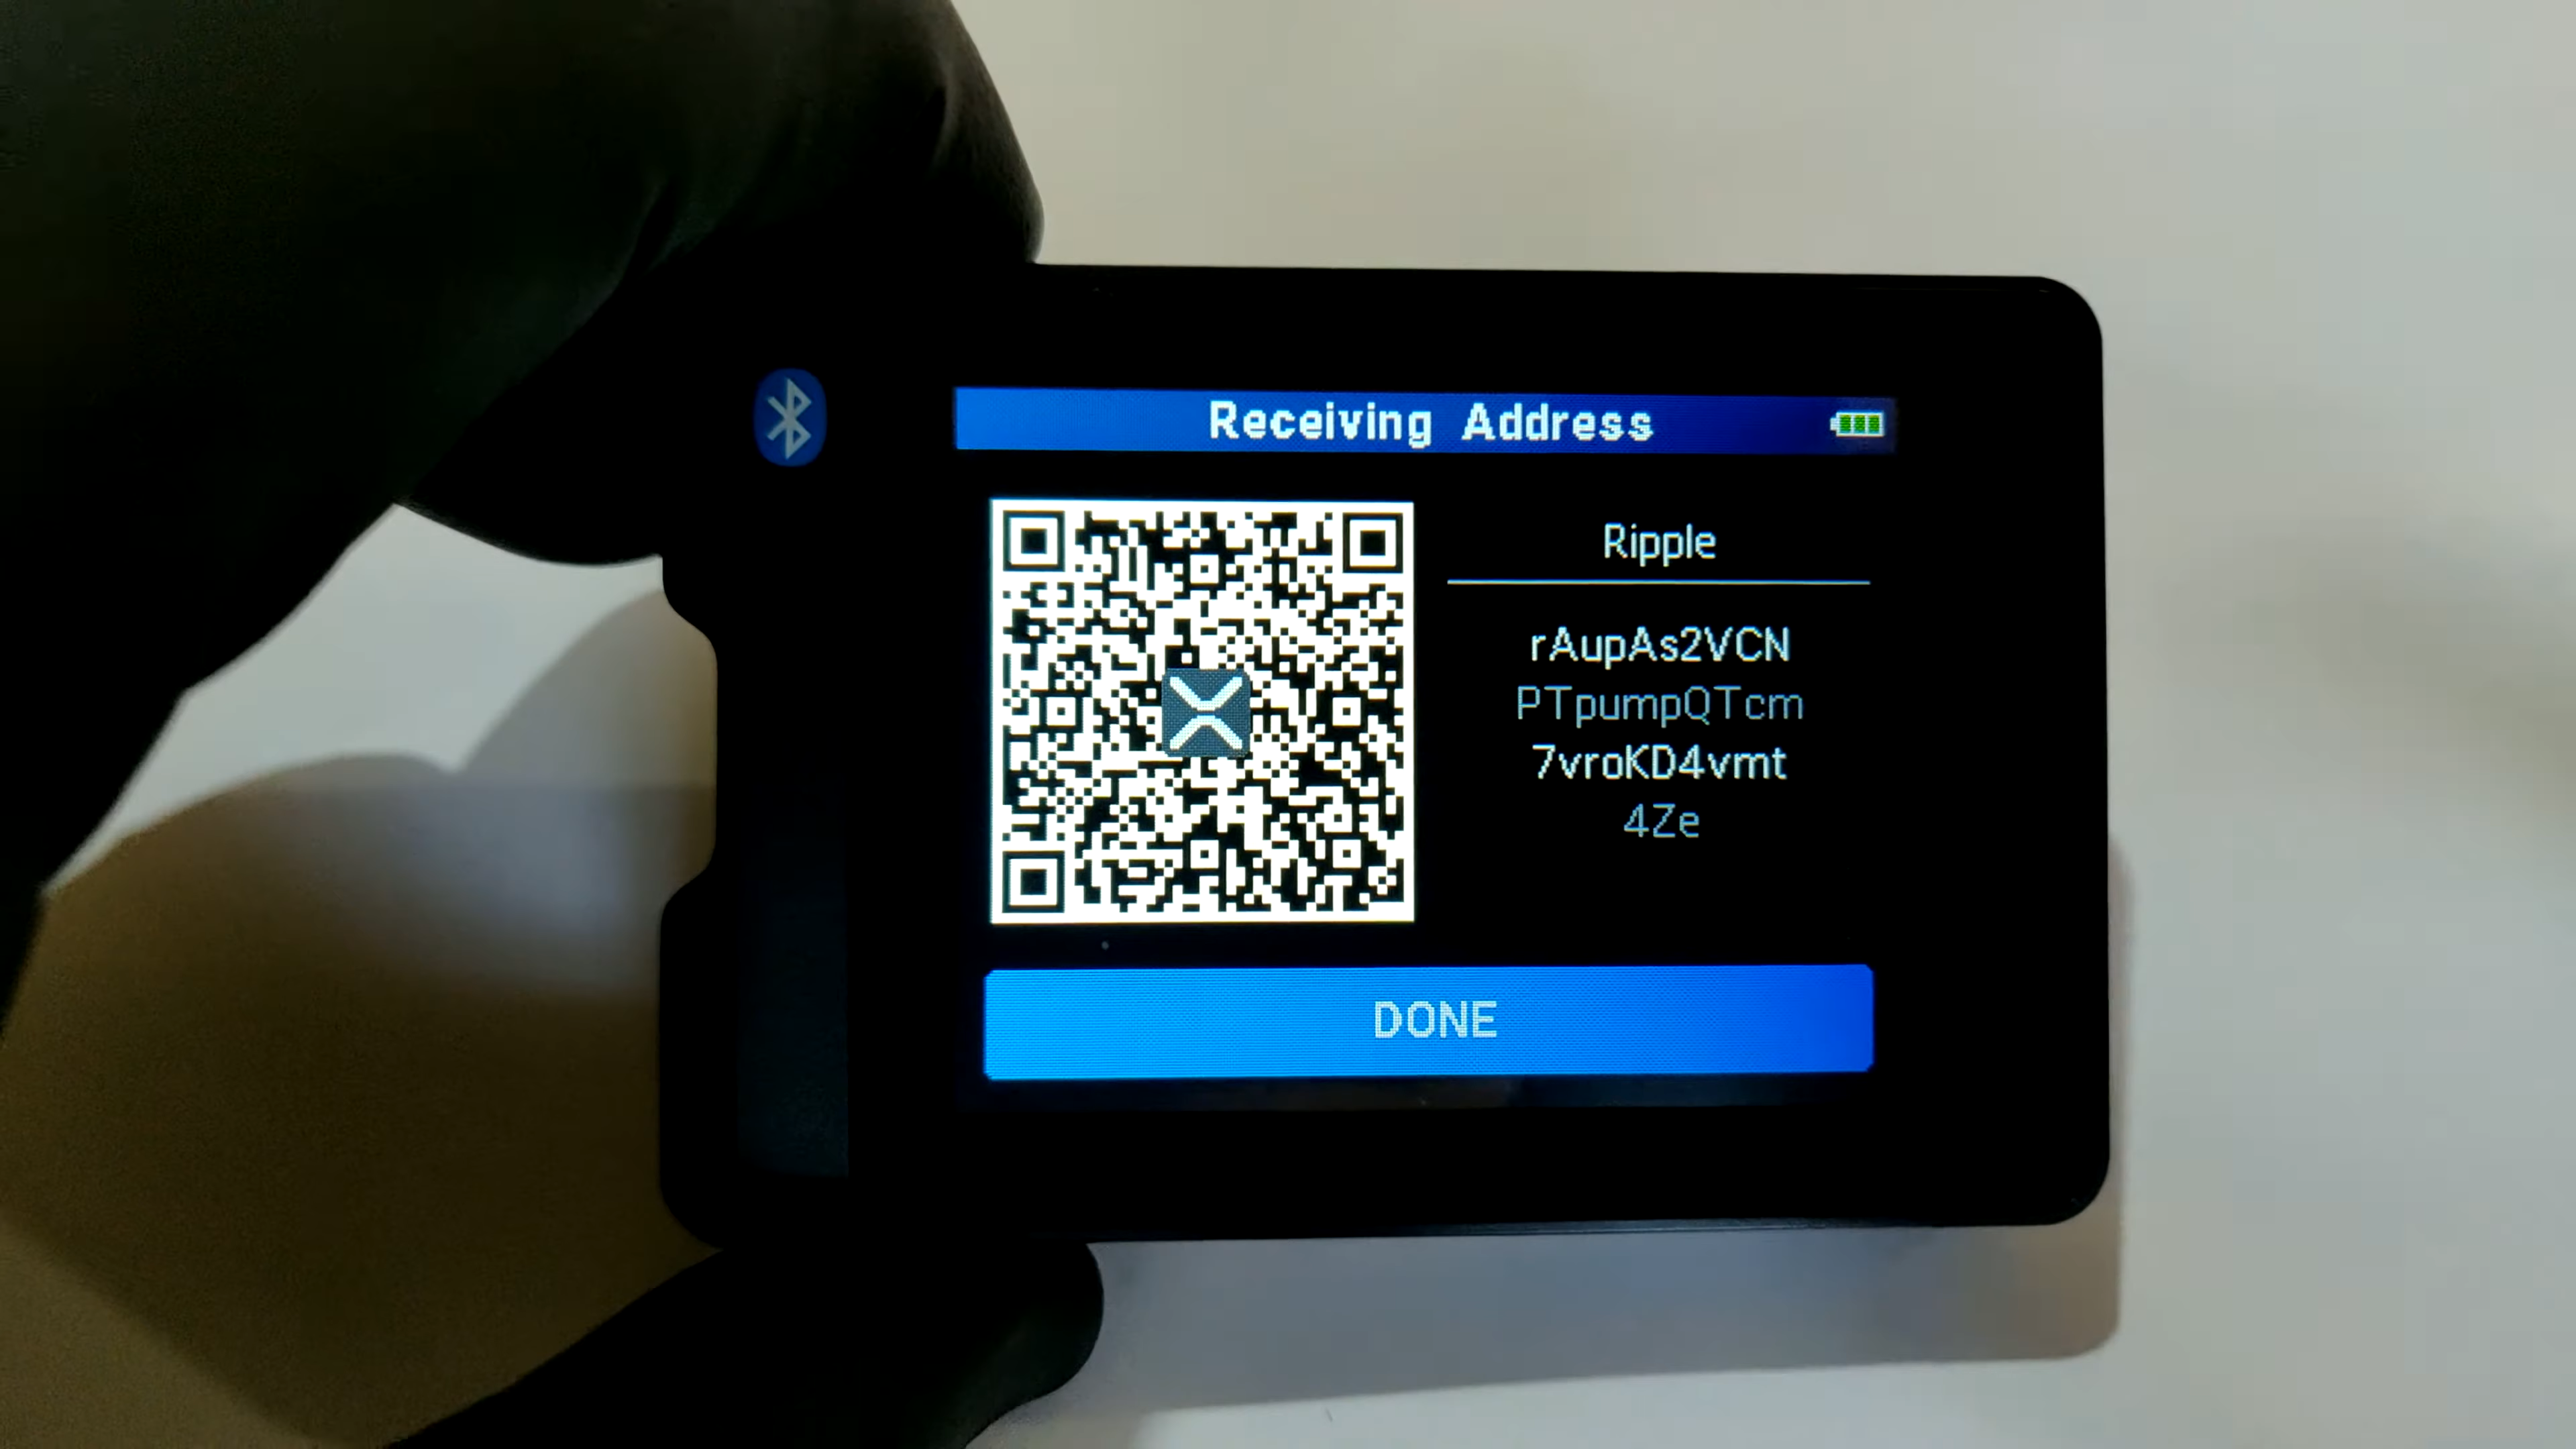 Receiving Address
Ripple
rAupAs2VCN
PTpumpQTcm
7vroKD4vmt
4Ze
DONE